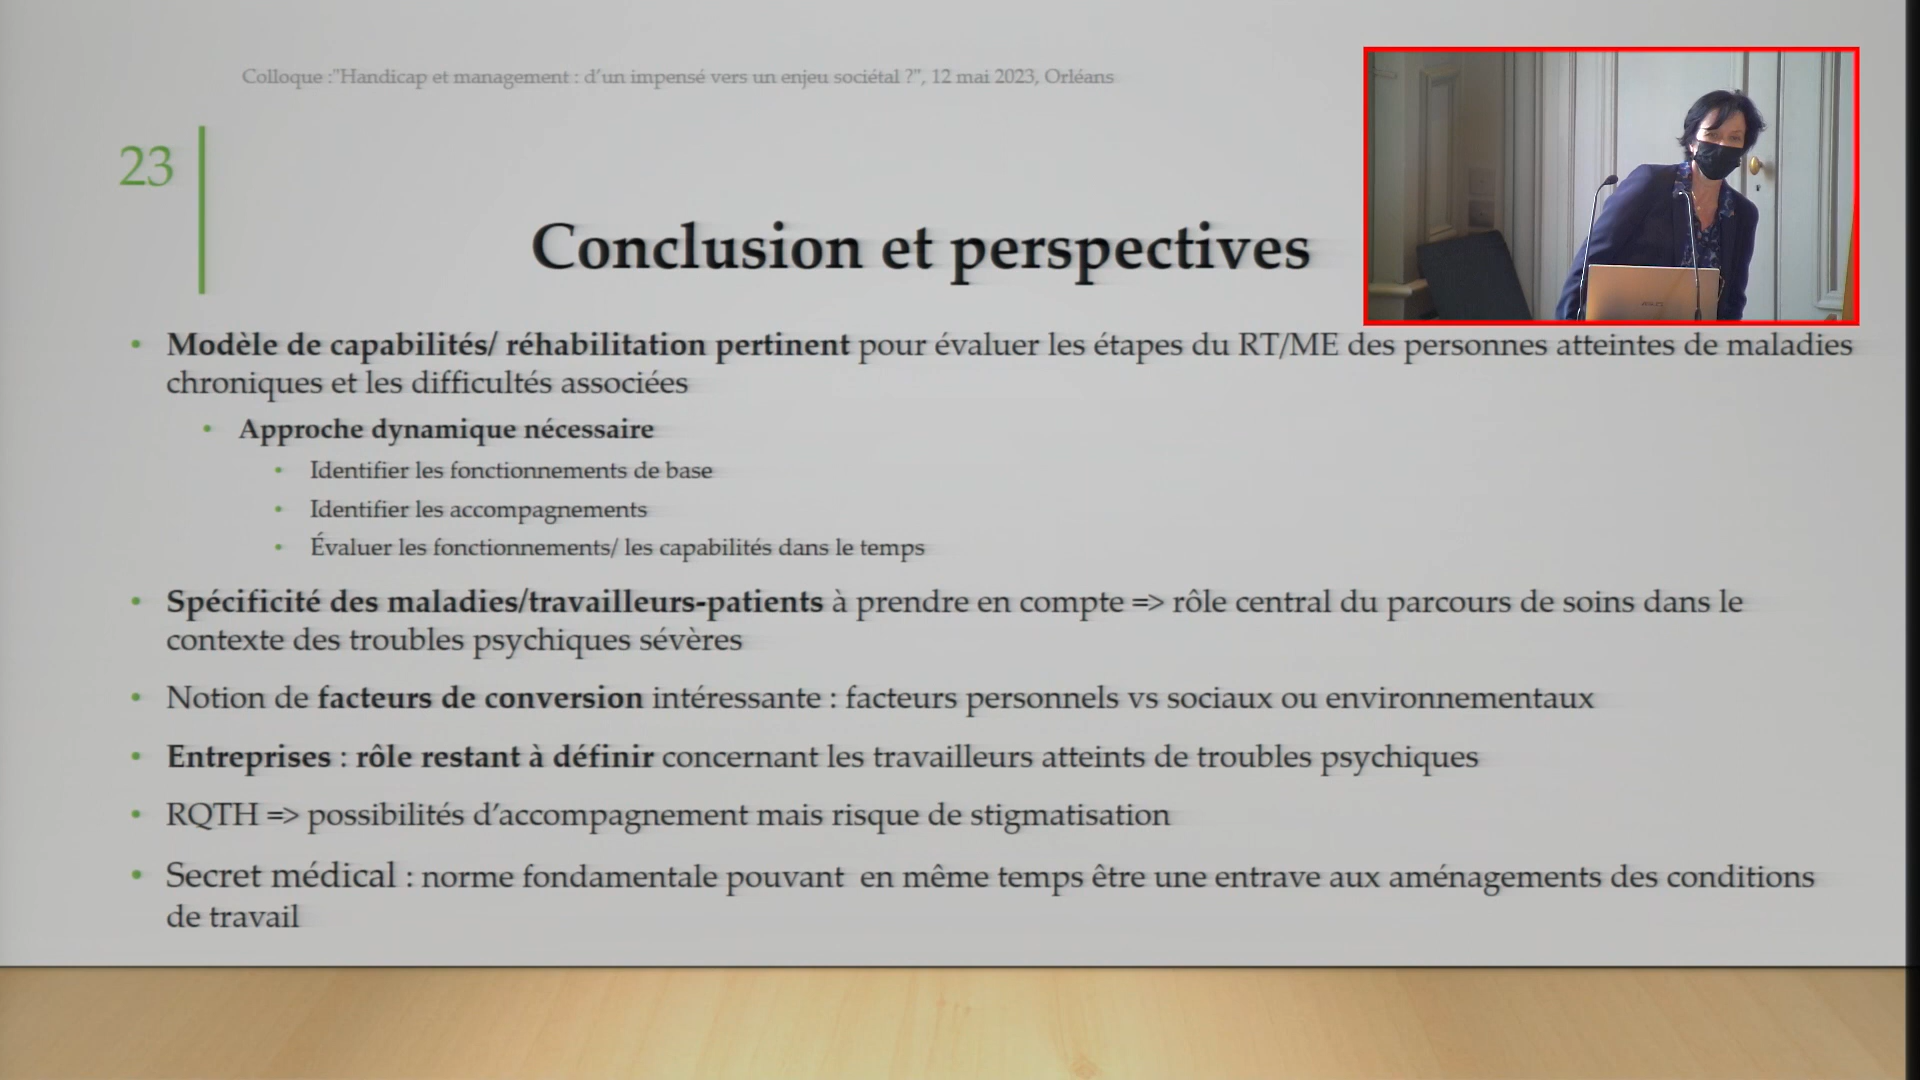 Colloque :"Handicap et management : d'un impensé vers un enjeu sociétal ?", 12 mai 2023, Orléans
23
Conclusion et perspectives
• Modèle de capabilités/ réhabilitation pertinent pour évaluer les étapes du RT/ME des personnes atteintes de maladies
chroniques et les difficultés associées
• Approche dynamique nécessaire
• Identifier les fonctionnements de base
• Identifier les accompagnements
• Évaluer les fonctionnements/ les capabilités dans le temps
• Spécificité des maladies/travailleurs-patients à prendre en compte => rôle central du parcours de soins dans le
contexte des troubles psychiques sévères
• Notion de facteurs de conversion intéressante : facteurs personnels vs sociaux ou environnementaux
• Entreprises : rôle restant à définir concernant les travailleurs atteints de troubles psychiques
• RQTH => possibilités d'accompagnement mais risque de stigmatisation
• Secret médical : norme fondamentale pouvant  en même temps être une entrave aux aménagements des conditions
de travail